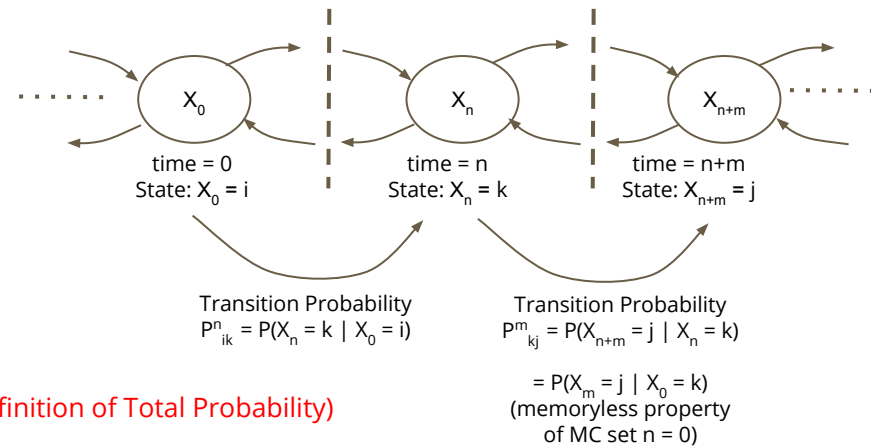 X₀
Xₙ
Xₙ₊ₘ
time = 0
State: X₀ = i
time = n
State: Xₙ = k
time = n+m
State: Xₙ₊ₘ = j
Transition Probability
Pⁿᵢₖ = P(Xₙ = k | X₀ = i)
Transition Probability
Pᵐₖⱼ = P(Xₙ₊ₘ = j | Xₙ = k)
= P(Xₘ = j | X₀ = k)
(memoryless property
of MC set n = 0)
finition of Total Probability)